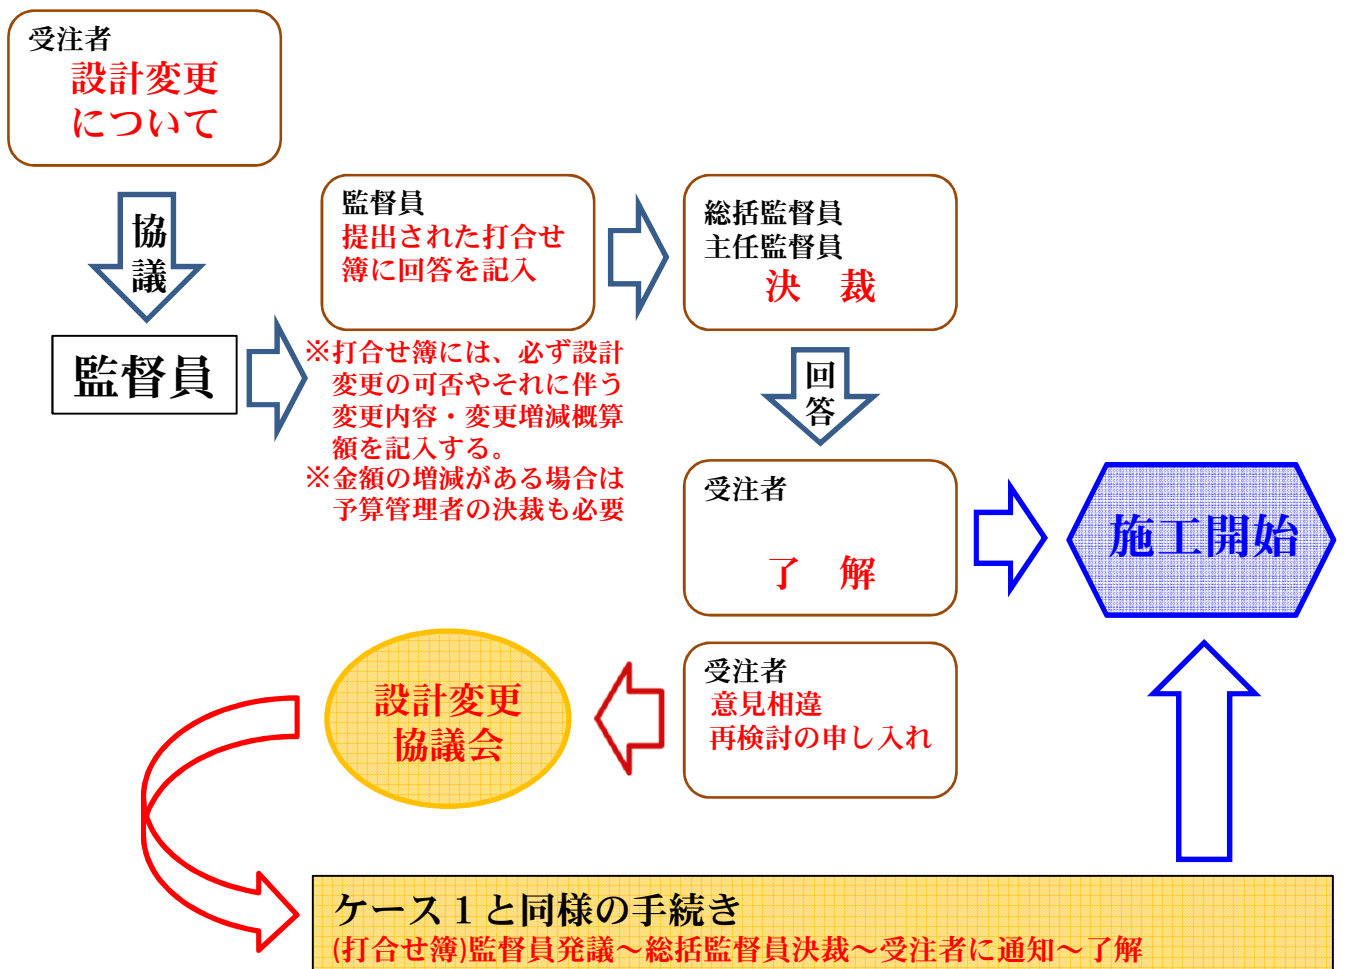 受注者
設計変更
について
協
議
監督員
監督員
提出された打合せ
簿に回答を記入
※打合せ簿には、必ず設計
変更の可否やそれに伴う
変更内容・変更増減概算
額を記入する。
※金額の増減がある場合は
予算管理者の決裁も必要
総括監督員
主任監督員
決 裁
回
答
受注者
了 解
施工開始
受注者
意見相違
再検討の申し入れ
設計変更
協議会
ケース１と同様の手続き
(打合せ簿)監督員発議～総括監督員決裁～受注者に通知～了解